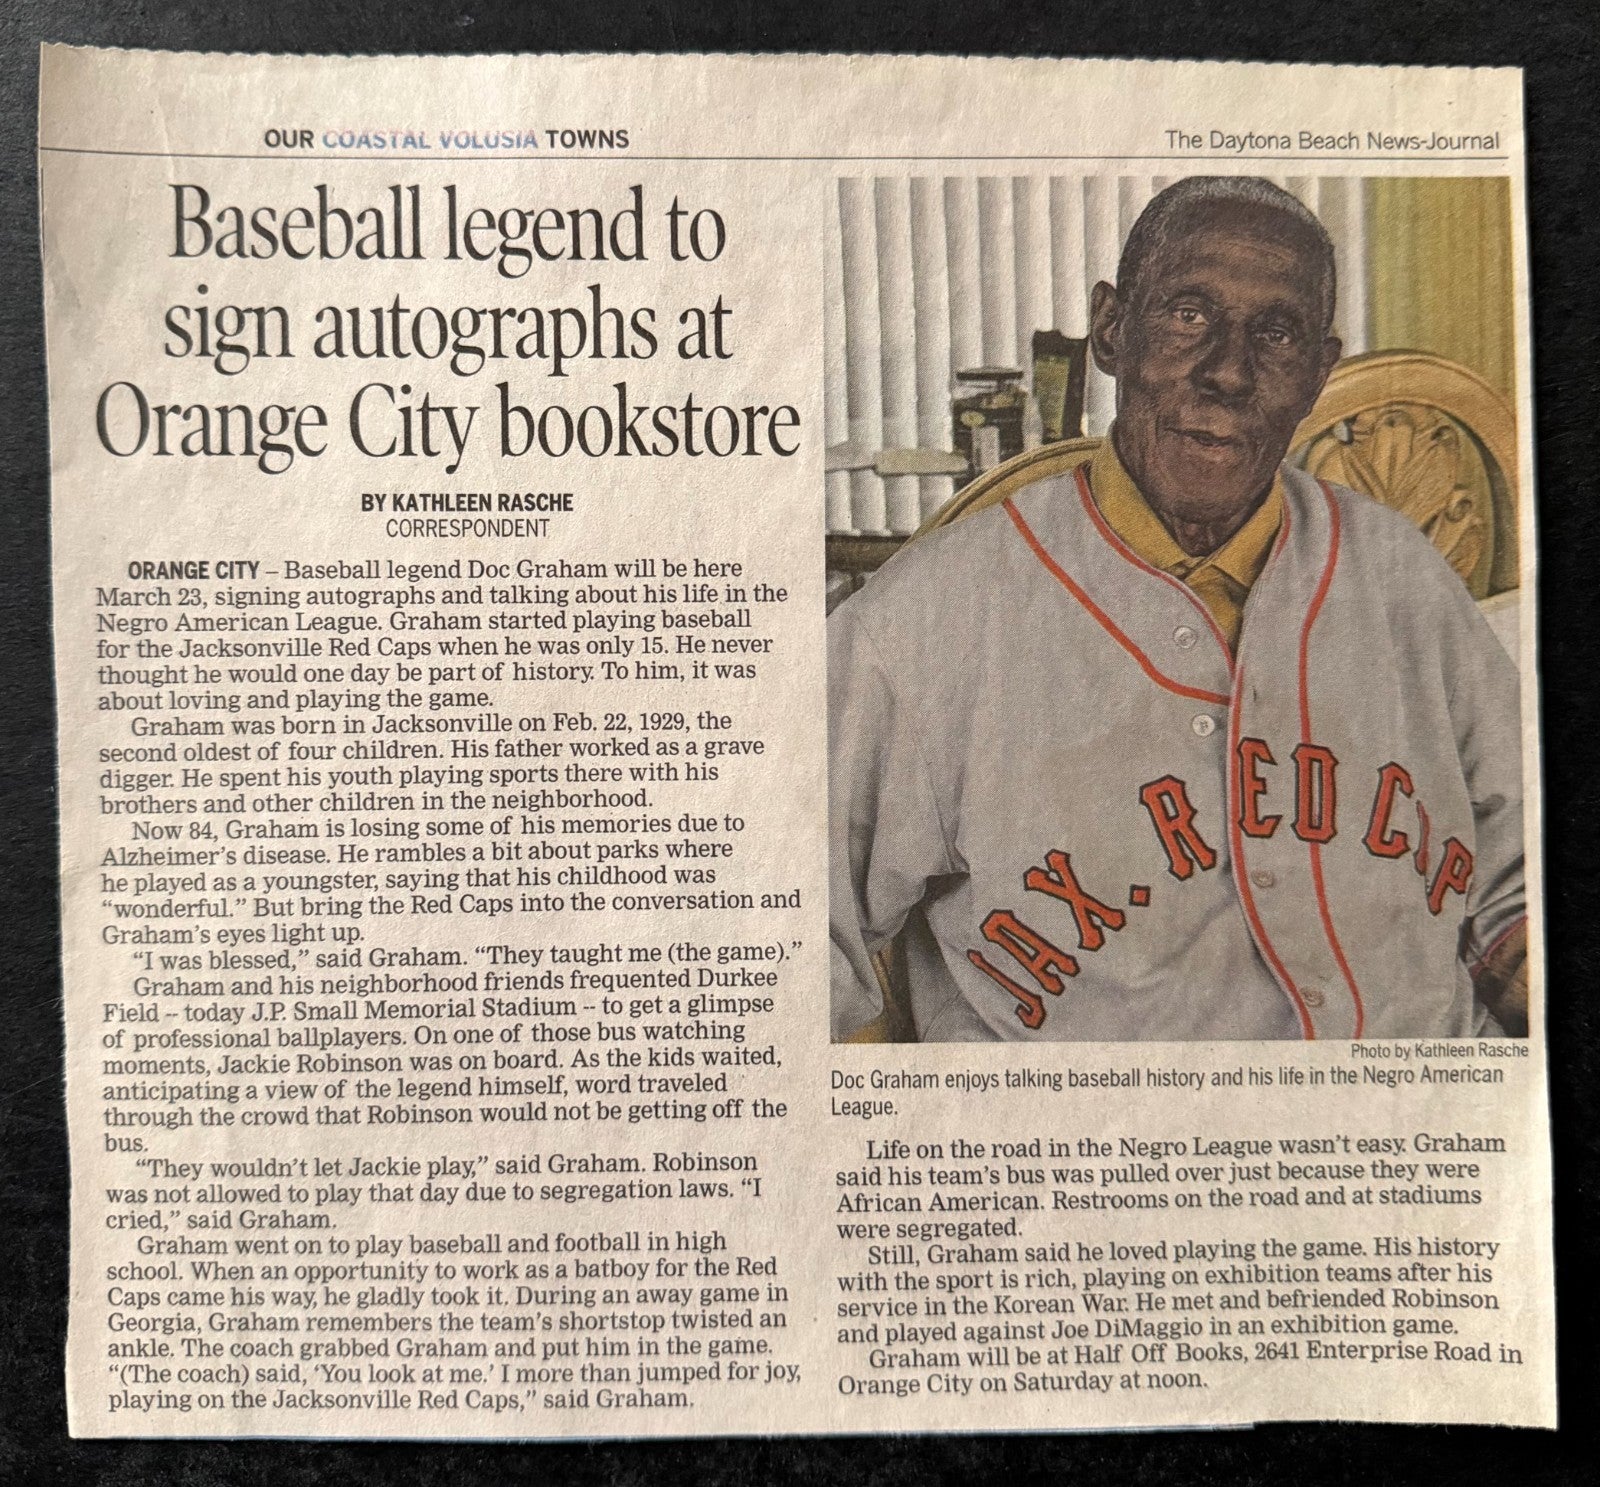 OUR COASTAL VOLUSIA TOWNS
The Daytona Beach News-Journal
Baseball legend to
sign autographs at
Orange City bookstore
BY KATHLEEN RASCHE
CORRESPONDENT
ORANGE CITY – Baseball legend Doc Graham will be here
March 23, signing autographs and talking about his life in the
Negro American League. Graham started playing baseball
for the Jacksonville Red Caps when he was only 15. He never
thought he would one day be part of history. To him, it was
about loving and playing the game.
Graham was born in Jacksonville on Feb. 22, 1929, the
second oldest of four children. His father worked as a grave
digger. He spent his youth playing sports there with his
brothers and other children in the neighborhood.
Now 84, Graham is losing some of his memories due to
Alzheimer's disease. He rambles a bit about parks where
he played as a youngster, saying that his childhood was
“wonderful.” But bring the Red Caps into the conversation and
Graham's eyes light up.
“I was blessed,” said Graham. “They taught me (the game).”
Graham and his neighborhood friends frequented Durkee
Field -- today J.P. Small Memorial Stadium -- to get a glimpse
of professional ballplayers. On one of those bus watching
moments, Jackie Robinson was on board. As the kids waited,
anticipating a view of the legend himself, word traveled
through the crowd that Robinson would not be getting off the
bus.
“They wouldn't let Jackie play,” said Graham. Robinson
was not allowed to play that day due to segregation laws. “I
cried,” said Graham.
Graham went on to play baseball and football in high
school. When an opportunity to work as a batboy for the Red
Caps came his way, he gladly took it. During an away game in
Georgia, Graham remembers the team's shortstop twisted an
ankle. The coach grabbed Graham and put him in the game.
“(The coach) said, ‘You look at me.’ I more than jumped for joy,
playing on the Jacksonville Red Caps,” said Graham.
JAX. RED CAP
Photo by Kathleen Rasche
Doc Graham enjoys talking baseball history and his life in the Negro American
League.
Life on the road in the Negro League wasn't easy. Graham
said his team's bus was pulled over just because they were
African American. Restrooms on the road and at stadiums
were segregated.
Still, Graham said he loved playing the game. His history
with the sport is rich, playing on exhibition teams after his
service in the Korean War. He met and befriended Robinson
and played against Joe DiMaggio in an exhibition game.
Graham will be at Half Off Books, 2641 Enterprise Road in
Orange City on Saturday at noon.